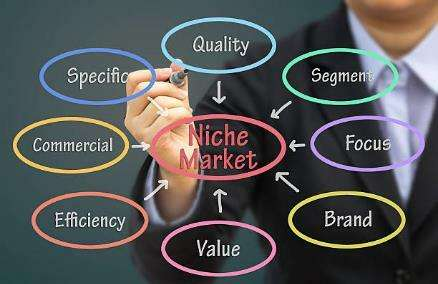 Quality
Specific
Segment
Commercial
Niche
Market
Focus
Efficiency
Value
Brand